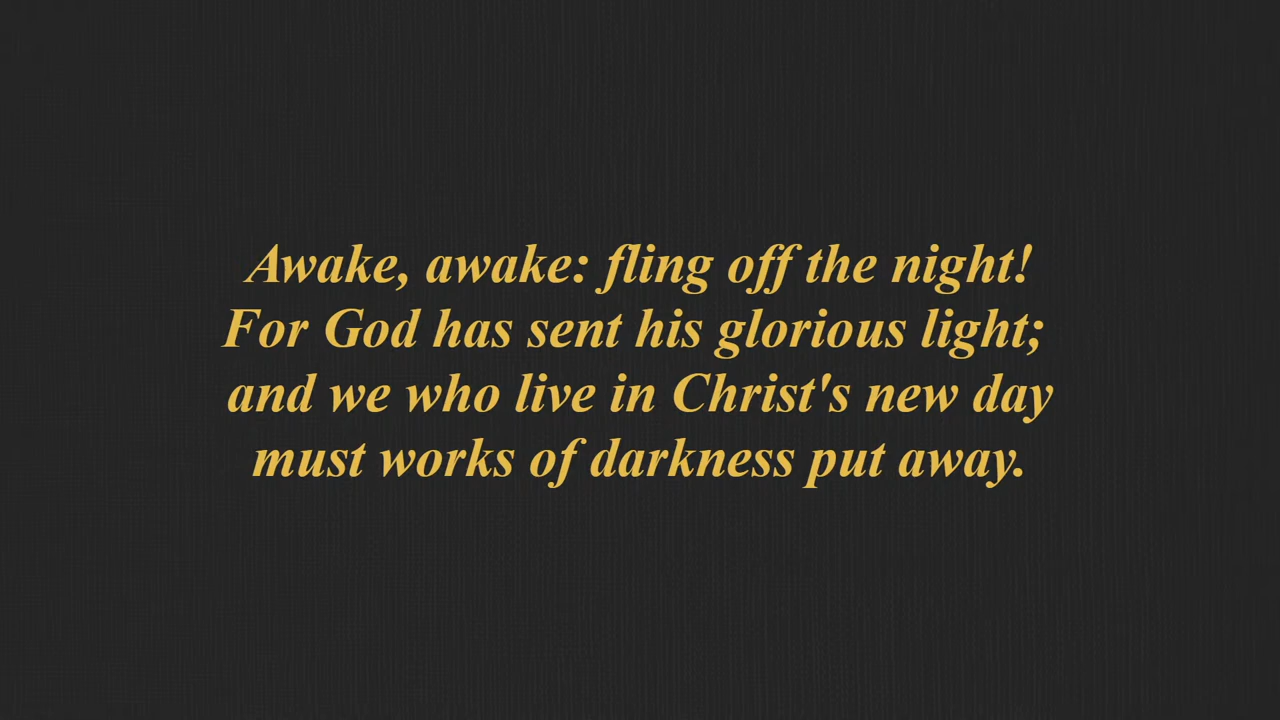 Awake, awake: fling off the night!
For God has sent his glorious light;
and we who live in Christ's new day
must works of darkness put away.